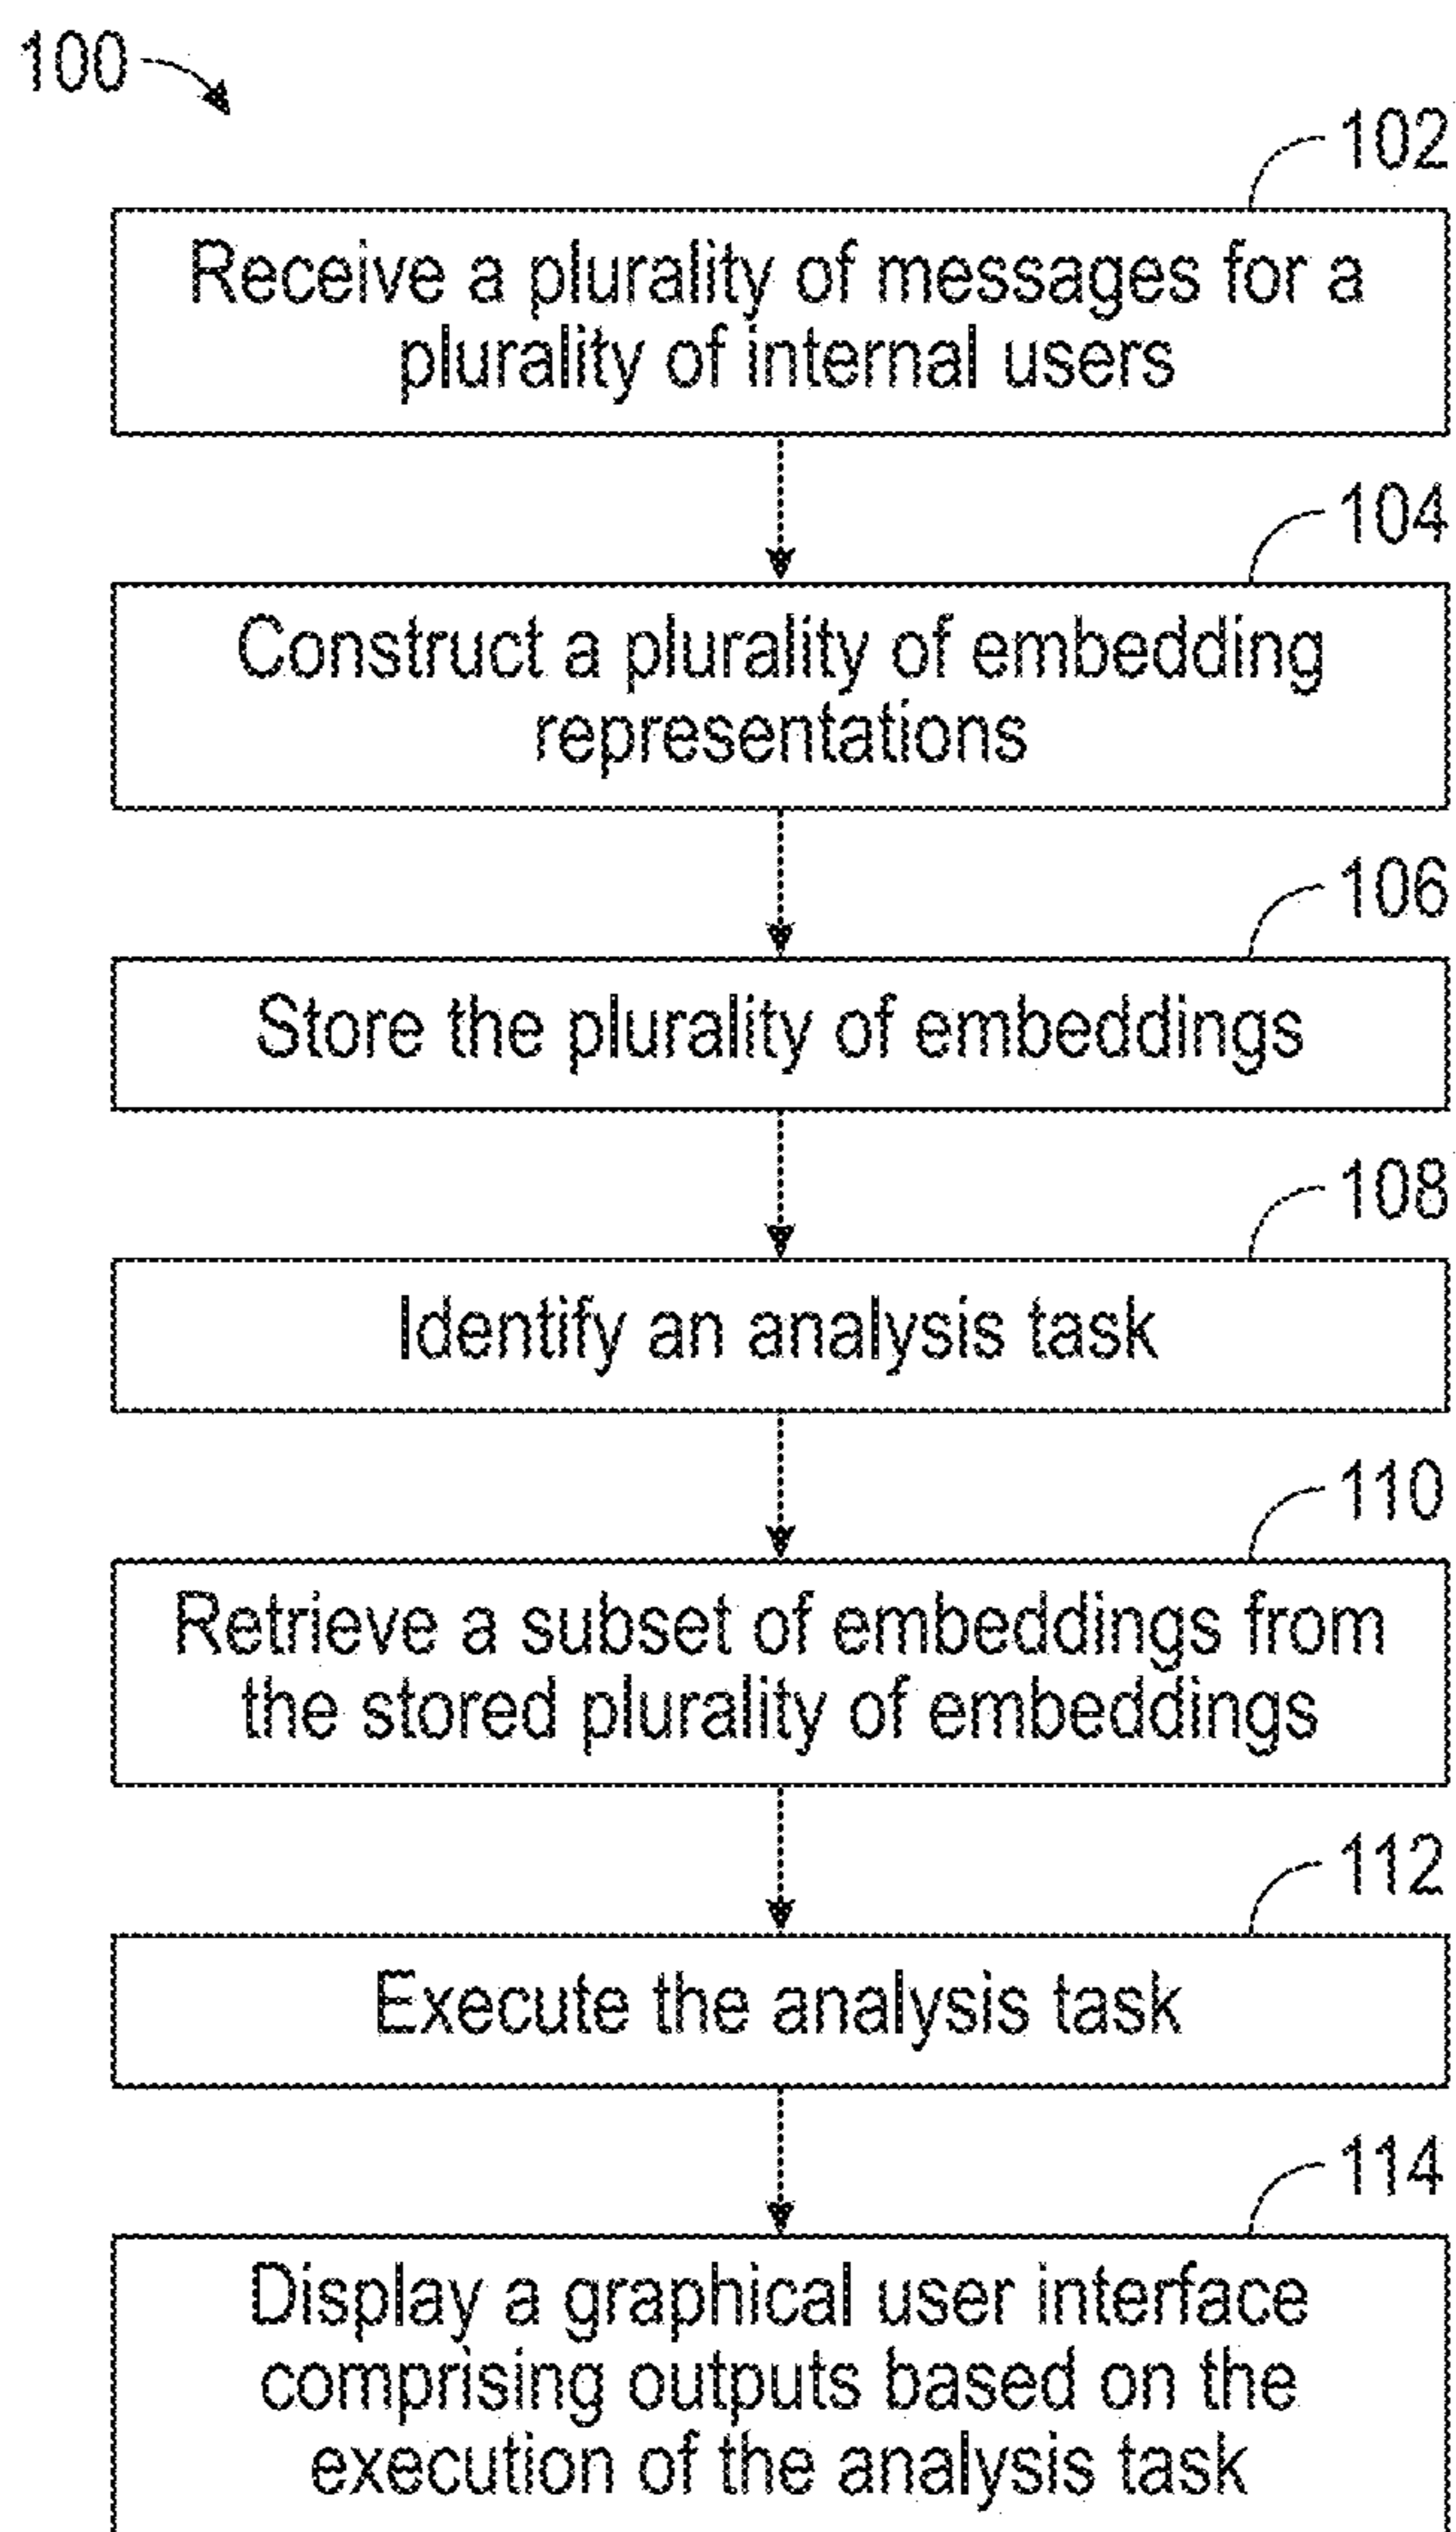 100
102
Receive a plurality of messages for a
plurality of internal users
104
Construct a plurality of embedding
representations
106
Store the plurality of embeddings
108
Identify an analysis task
110
Retrieve a subset of embeddings from
the stored plurality of embeddings
112
Execute the analysis task
114
Display a graphical user interface
comprising outputs based on the
execution of the analysis task